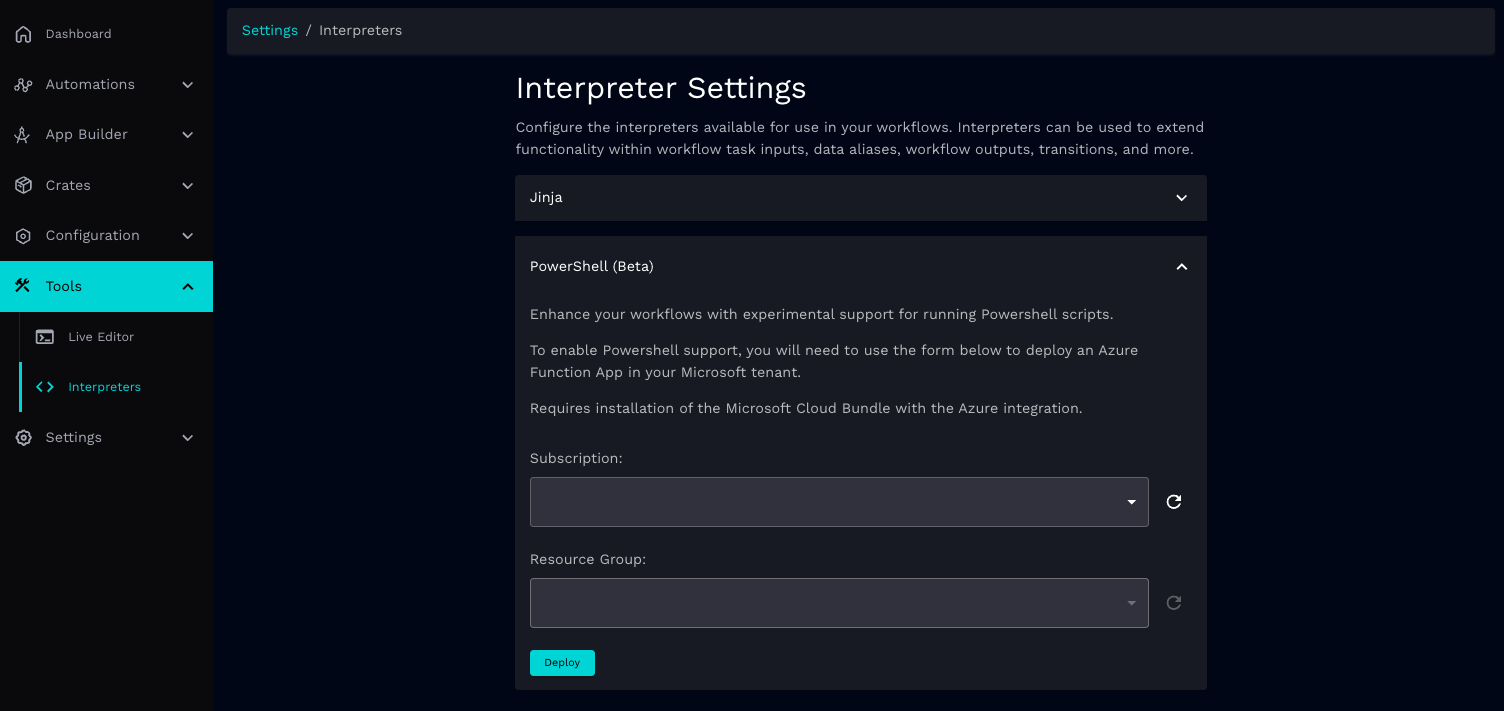 Dashboard
Automations
App Builder
Crates
Configuration
Tools
Live Editor
Interpreters
Settings
Settings / Interpreters
Interpreter Settings
Configure the interpreters available for use in your workflows. Interpreters can be used to extend
functionality within workflow task inputs, data aliases, workflow outputs, transitions, and more.
Jinja
PowerShell (Beta)
Enhance your workflows with experimental support for running Powershell scripts.
To enable Powershell support, you will need to use the form below to deploy an Azure
Function App in your Microsoft tenant.
Requires installation of the Microsoft Cloud Bundle with the Azure integration.
Subscription:
Resource Group:
Deploy